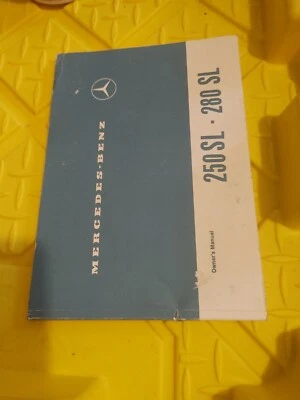 MERCEDES-BENZ
250 SL • 280 SL
Owner's Manual